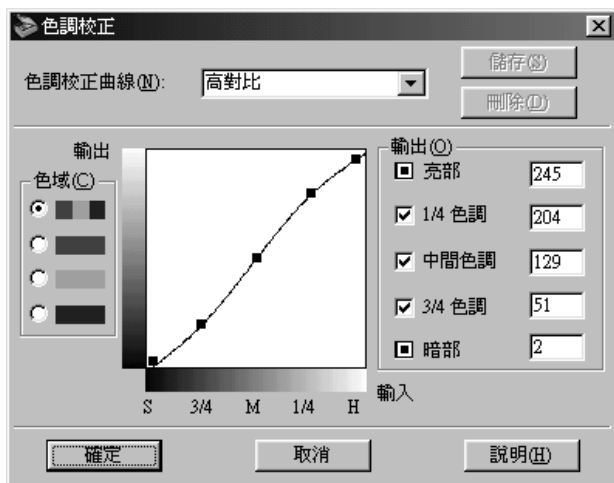 色調校正
色調校正曲線(N):
高對比
儲存(S)
刪除(D)
輸出
色域(C)
輸出(O)
亮部 245
1/4 色調 204
中間色調 129
3/4 色調 51
暗部 2
輸入
S 3/4 M 1/4 H
確定 取消 說明(H)